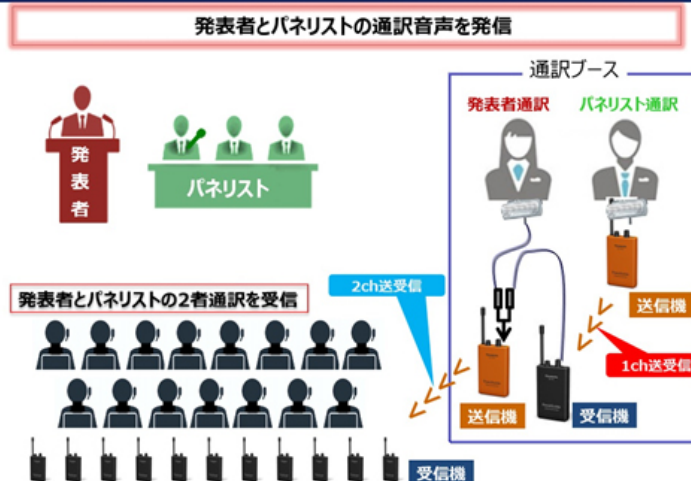 発表者とパネリストの通訳音声を発信
通訳ブース
発表者通訳
パネリスト通訳
発表者
パネリスト
2ch送受信
発表者とパネリストの2者通訳を受信
送信機
1ch送受信
送信機
受信機
受信機